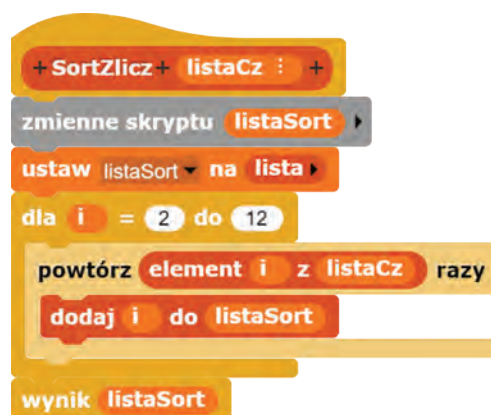 + SortZlicz + listaCz ⋮ +
zmienne skryptu listaSort
ustaw listaSort na lista
dla i = 2 do 12
powtórz element i z listaCz razy
dodaj i do listaSort
wynik listaSort